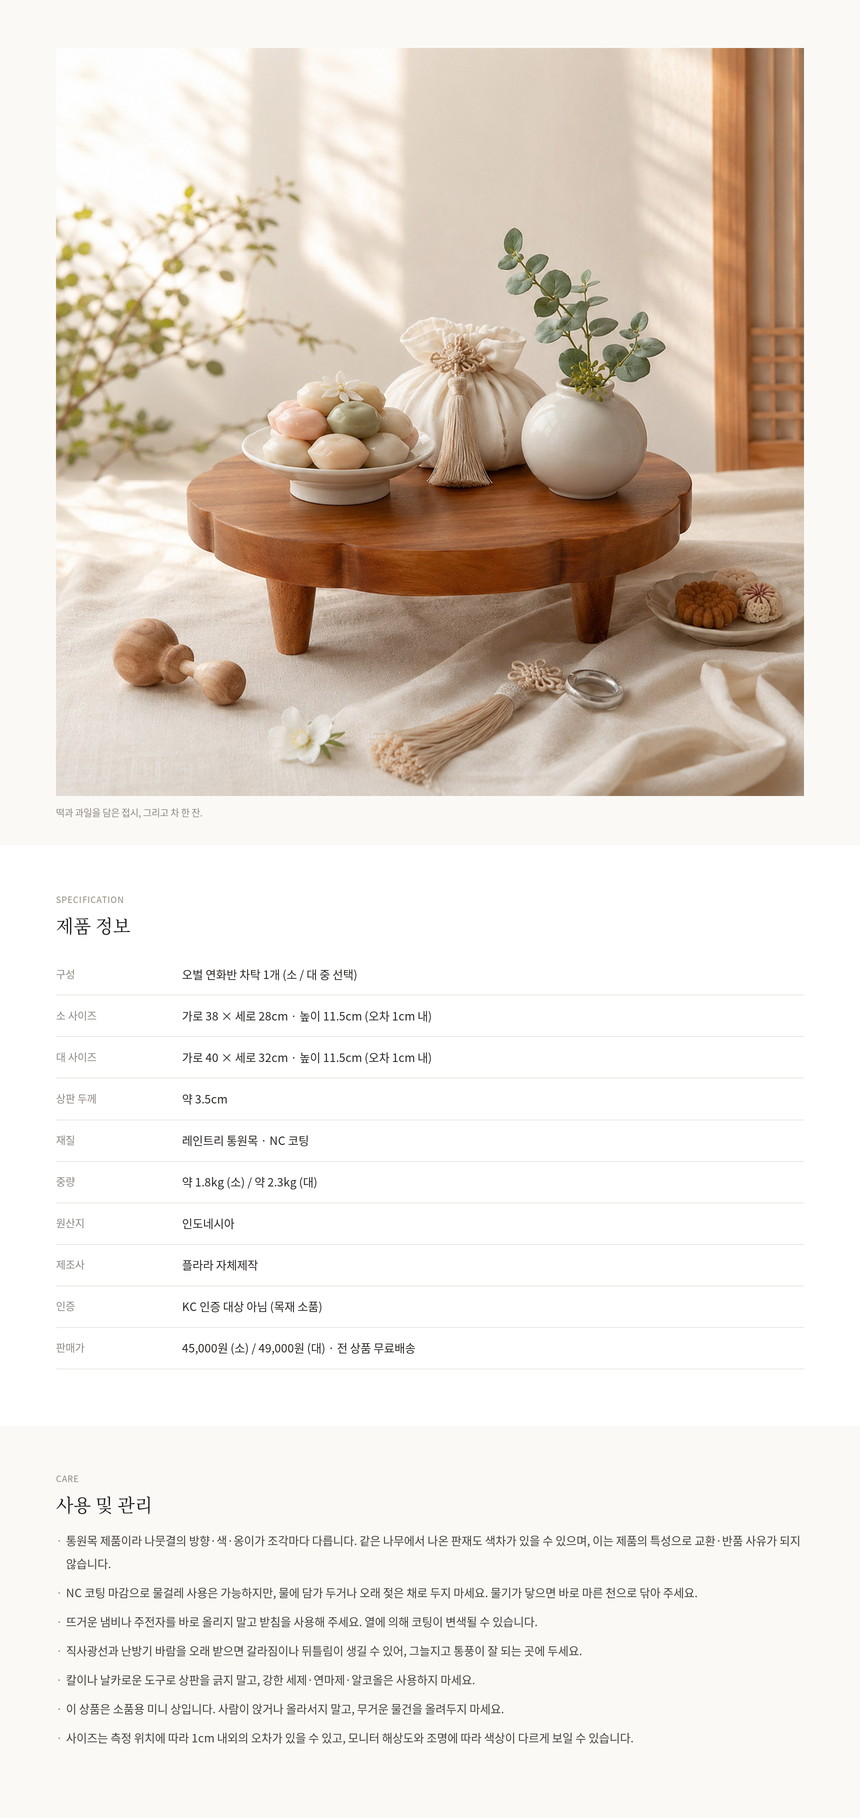 떡과 과일을 담은 접시, 그리고 차 한 잔.
SPECIFICATION
제품 정보
구성 오벌 연화반 차탁 1개 (소 / 대 중 선택)
소 사이즈 가로 38 × 세로 28cm · 높이 11.5cm (오차 1cm 내)
대 사이즈 가로 40 × 세로 32cm · 높이 11.5cm (오차 1cm 내)
상판 두께 약 3.5cm
재질 레인트리 통원목 · NC 코팅
중량 약 1.8kg (소) / 약 2.3kg (대)
원산지 인도네시아
제조사 플라라 자체제작
인증 KC 인증 대상 아님 (목재 소품)
판매가 45,000원 (소) / 49,000원 (대) · 전 상품 무료배송
CARE
사용 및 관리
· 통원목 제품이라 나뭇결의 방향·색·옹이가 조각마다 다릅니다. 같은 나무에서 나온 판재도 색차가 있을 수 있으며, 이는 제품의 특성으로 교환·반품 사유가 되지
않습니다.
· NC 코팅 마감으로 물걸레 사용은 가능하지만, 물에 담가 두거나 오래 젖은 채로 두지 마세요. 물기가 닿으면 바로 마른 천으로 닦아 주세요.
· 뜨거운 냄비나 주전자를 바로 올리지 말고 받침을 사용해 주세요. 열에 의해 코팅이 변색될 수 있습니다.
· 직사광선과 난방기 바람을 오래 받으면 갈라짐이나 뒤틀림이 생길 수 있어, 그늘지고 통풍이 잘 되는 곳에 두세요.
· 칼이나 날카로운 도구로 상판을 긁지 말고, 강한 세제·연마제·알코올은 사용하지 마세요.
· 이 상품은 소품용 미니 상입니다. 사람이 앉거나 올라서지 말고, 무거운 물건을 올려두지 마세요.
· 사이즈는 측정 위치에 따라 1cm 내외의 오차가 있을 수 있고, 모니터 해상도와 조명에 따라 색상이 다르게 보일 수 있습니다.